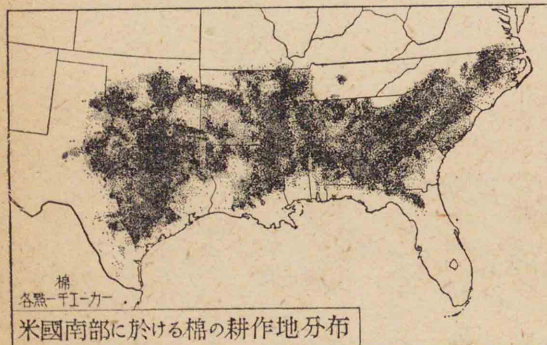 棉
各點一千エーカー
米國南部に於ける棉の耕作地分布